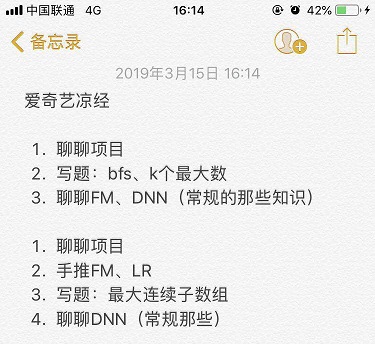 中国联通 4G 16:14 42%
备忘录
2019年3月15日 16:14
爱奇艺凉经
1. 聊聊项目
2. 写题：bfs、k个最大数
3. 聊聊FM、DNN（常规的那些知识）
1. 聊聊项目
2. 手推FM、LR
3. 写题：最大连续子数组
4. 聊聊DNN（常规那些）